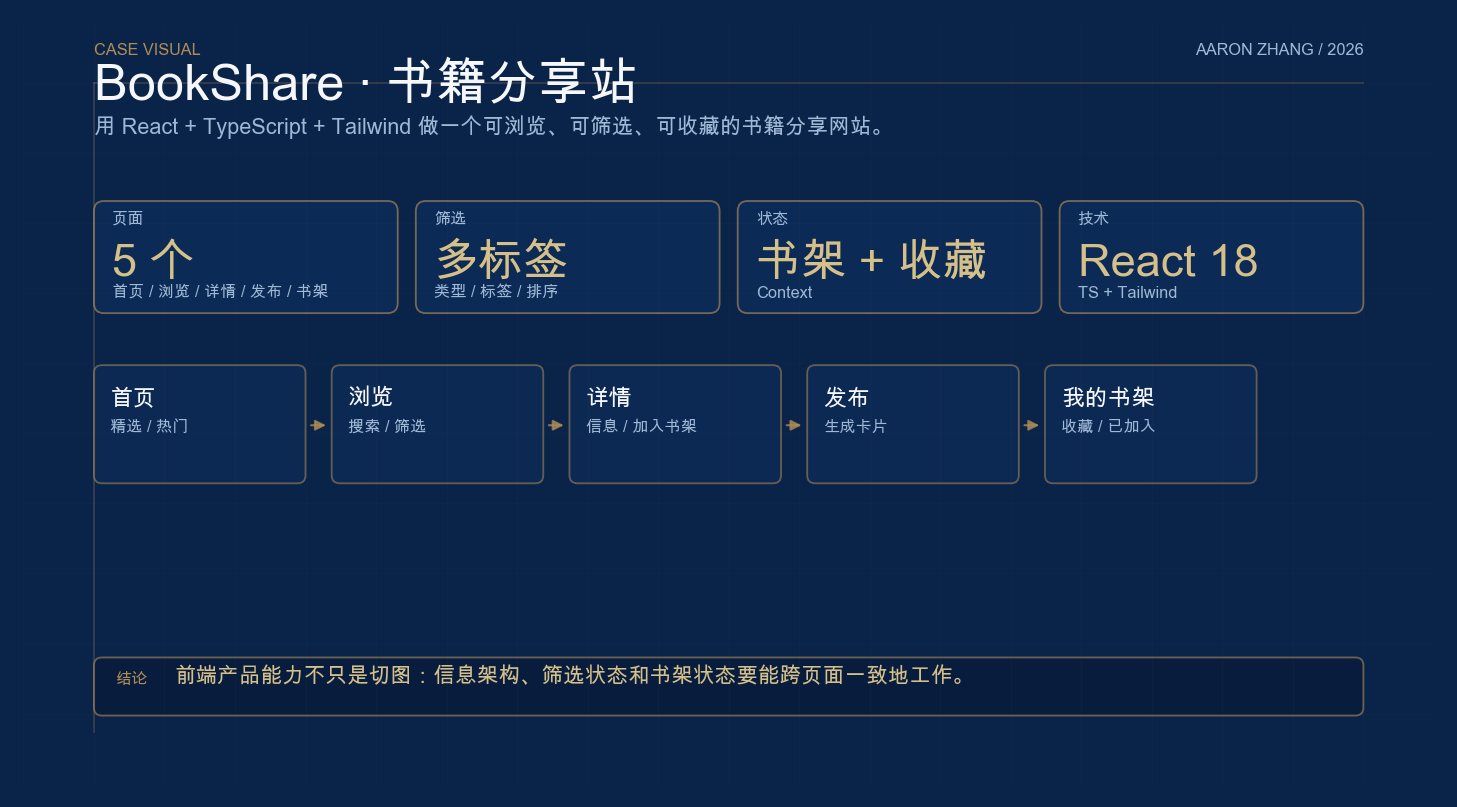 CASE VISUAL
AARON ZHANG / 2026
BookShare · 书籍分享站
用 React + TypeScript + Tailwind 做一个可浏览、可筛选、可收藏的书籍分享网站。
页面
5 个
首页 / 浏览 / 详情 / 发布 / 书架
筛选
多标签
类型 / 标签 / 排序
状态
书架 + 收藏
Context
技术
React 18
TS + Tailwind
首页
精选 / 热门
浏览
搜索 / 筛选
详情
信息 / 加入书架
发布
生成卡片
我的书架
收藏 / 已加入
结论
前端产品能力不只是切图：信息架构、筛选状态和书架状态要能跨页面一致地工作。